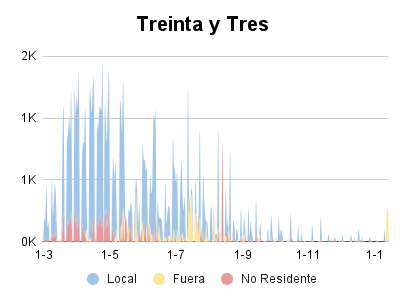 Treinta y Tres
2K
1K
1K
0K
1-3 1-5 1-7 1-9 1-11 1-1
Local Fuera No Residente